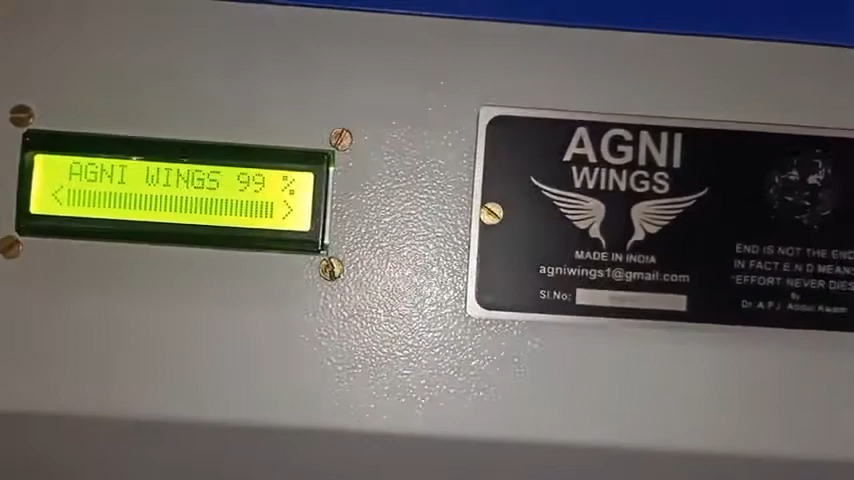 AGNI WINGS 99 %
AGNI
WINGS
MADE IN INDIA
agniwings1@gmail.com
Sl.No:
END IS NOT THE END
IN FACT E.N.D MEANS
"EFFORT NEVER DIES
By
Dr.A.P.J Abdul Kalam